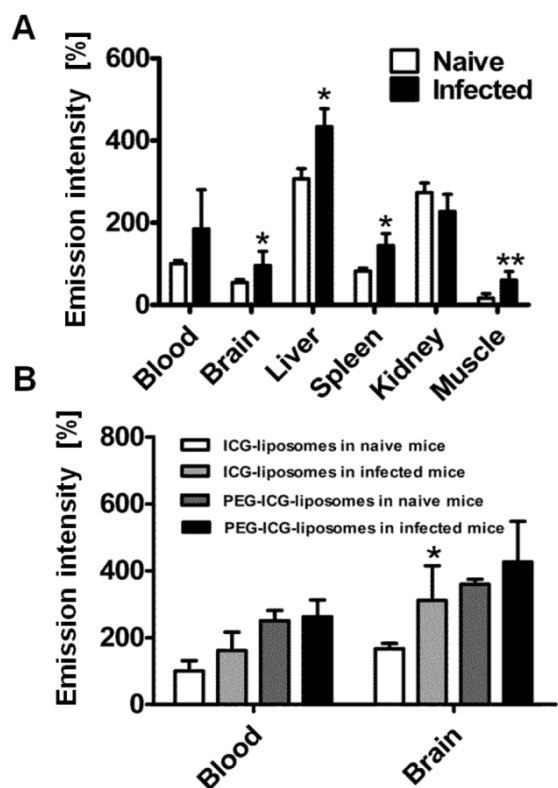 A
Emission intensity [%]
600
400
200
0
Naive
Infected
*
*
*
**
Blood
Brain
Liver
Spleen
Kidney
Muscle
B
Emission intensity [%]
800
600
400
200
0
ICG-liposomes in naive mice
ICG-liposomes in infected mice
PEG-ICG-liposomes in naive mice
PEG-ICG-liposomes in infected mice
*
Blood
Brain